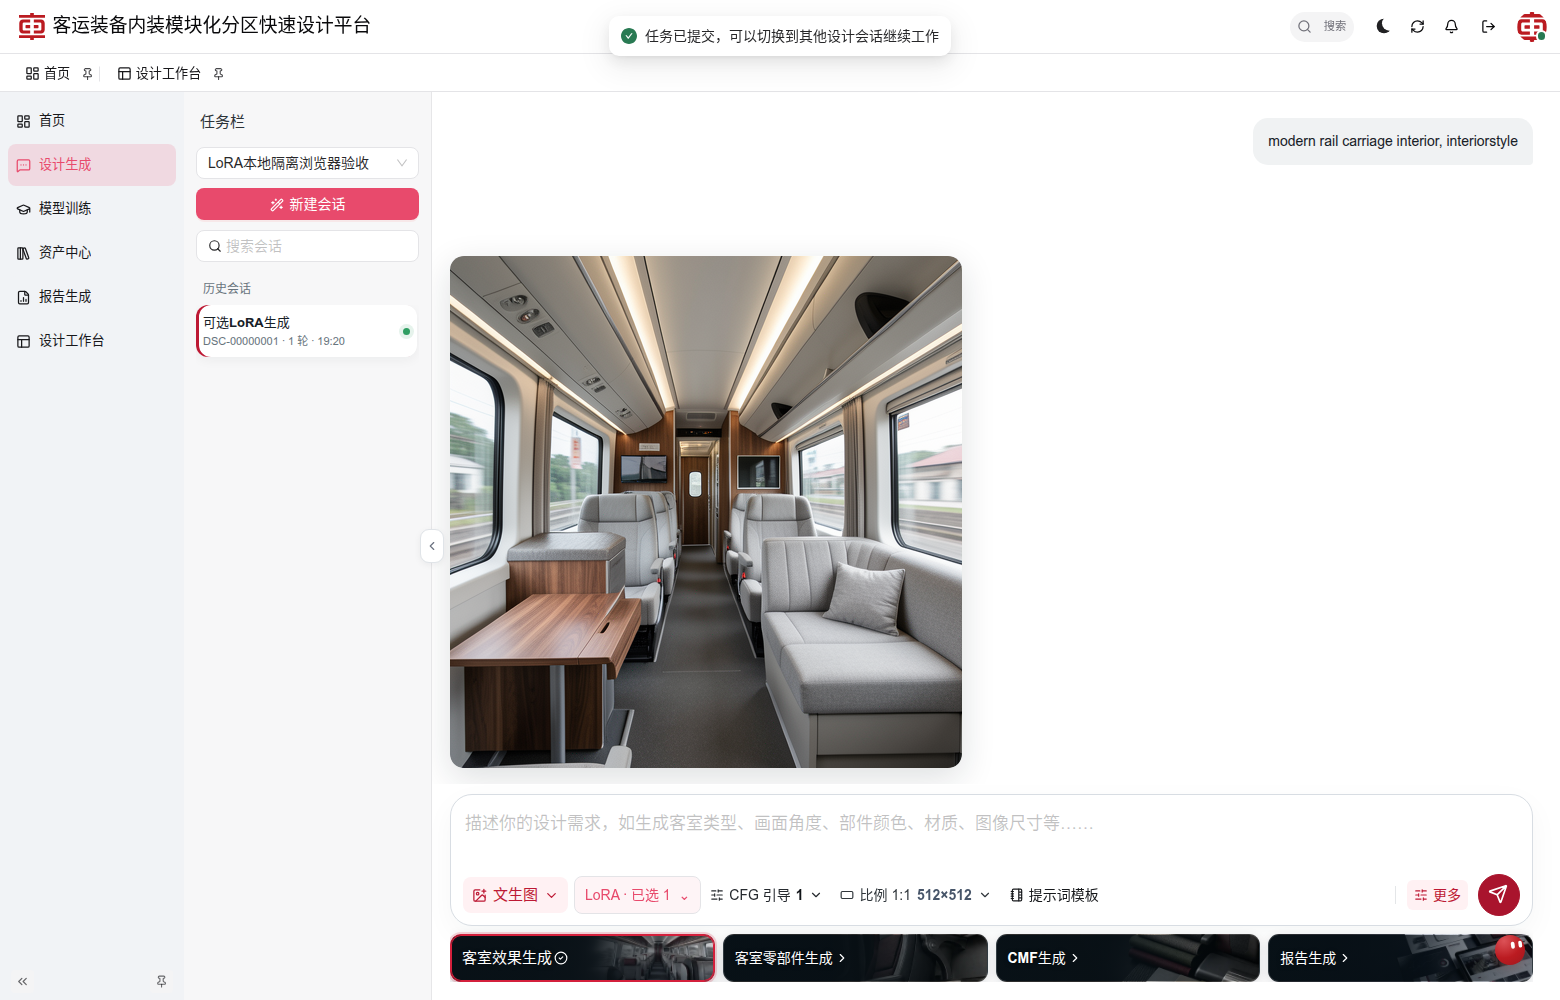 客运装备内装模块化分区快速设计平台
任务已提交，可以切换到其他设计会话继续工作
搜索
首页
设计工作台
首页
设计生成
模型训练
资产中心
报告生成
设计工作台
任务栏
LoRA本地隔离浏览器验收
新建会话
搜索会话
历史会话
可选LoRA生成
DSC-00000001 · 1 轮 · 19:20
modern rail carriage interior, interiorstyle
描述你的设计需求，如生成客室类型、画面角度、部件颜色、材质、图像尺寸等……
文生图
LoRA · 已选 1
CFG 引导 1
比例 1:1 512×512
提示词模板
更多
客室效果生成
客室零部件生成
CMF生成
报告生成